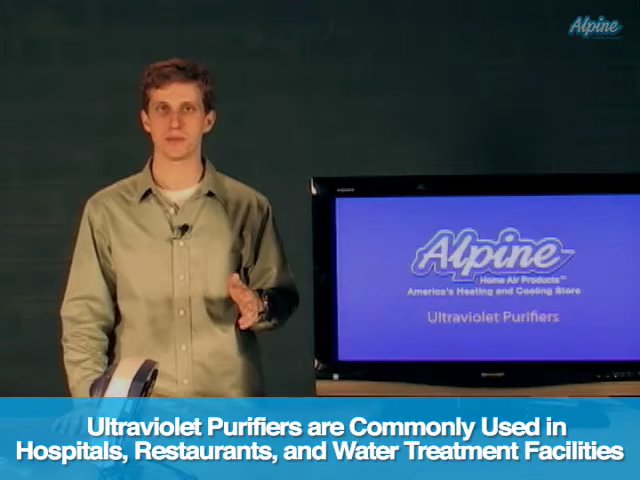 Alpine
Alpine
Home Air Products™
America's Heating and Cooling Store
Ultraviolet Purifiers
Ultraviolet Purifiers are Commonly Used in
Hospitals, Restaurants, and Water Treatment Facilities